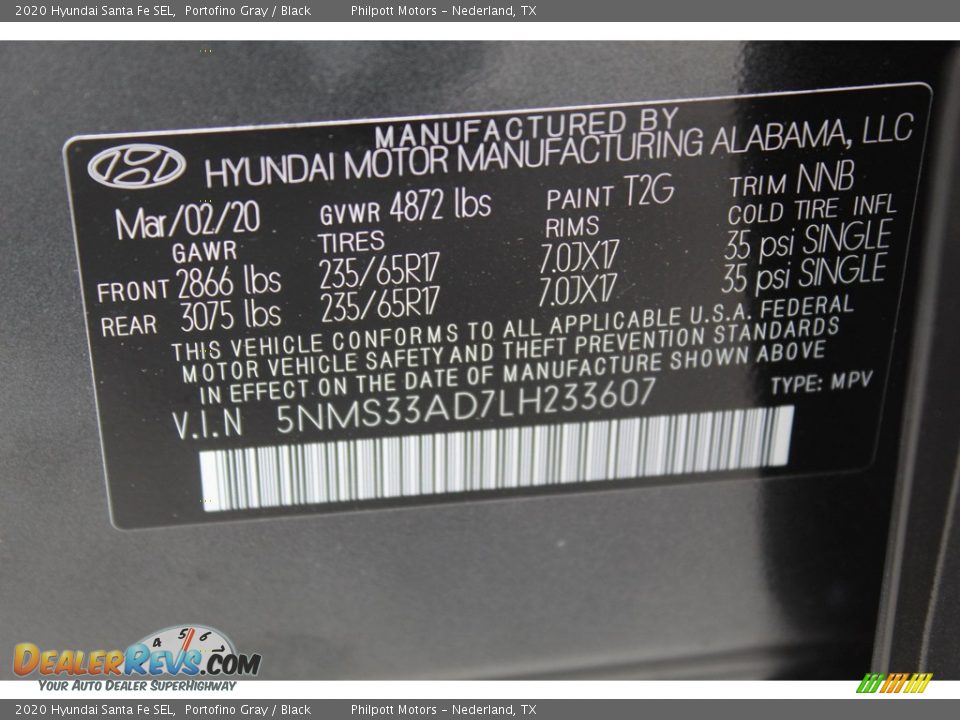 2020 Hyundai Santa Fe SEL, Portofino Gray / Black Philpott Motors - Nederland, TX
MANUFACTURED BY
HYUNDAI MOTOR MANUFACTURING ALABAMA, LLC
Mar/02/20 GVWR 4872 lbs PAINT T2G TRIM NNB
GAWR TIRES RIMS COLD TIRE INFL
FRONT 2866 lbs 235/65R17 7.0JX17 35 psi SINGLE
REAR 3075 lbs 235/65R17 7.0JX17 35 psi SINGLE
THIS VEHICLE CONFORMS TO ALL APPLICABLE U.S.A. FEDERAL
MOTOR VEHICLE SAFETY AND THEFT PREVENTION STANDARDS
IN EFFECT ON THE DATE OF MANUFACTURE SHOWN ABOVE
V.I.N 5NMS33AD7LH233607 TYPE: MPV
4 5 6 7
DEALERREVS.COM
YOUR AUTO DEALER SUPERHIGHWAY
2020 Hyundai Santa Fe SEL, Portofino Gray / Black Philpott Motors - Nederland, TX